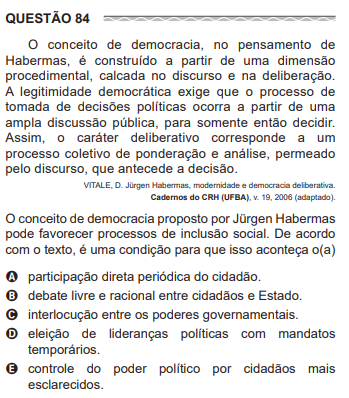 QUESTÃO 84
O conceito de democracia, no pensamento de
Habermas, é construído a partir de uma dimensão
procedimental, calcada no discurso e na deliberação.
A legitimidade democrática exige que o processo de
tomada de decisões políticas ocorra a partir de uma
ampla discussão pública, para somente então decidir.
Assim, o caráter deliberativo corresponde a um
processo coletivo de ponderação e análise, permeado
pelo discurso, que antecede a decisão.
VITALE, D. Jürgen Habermas, modernidade e democracia deliberativa.
Cadernos do CRH (UFBA), v. 19, 2006 (adaptado).
O conceito de democracia proposto por Jürgen Habermas
pode favorecer processos de inclusão social. De acordo
com o texto, é uma condição para que isso aconteça o(a)
A participação direta periódica do cidadão.
B debate livre e racional entre cidadãos e Estado.
C interlocução entre os poderes governamentais.
D eleição de lideranças políticas com mandatos
temporários.
E controle do poder político por cidadãos mais
esclarecidos.